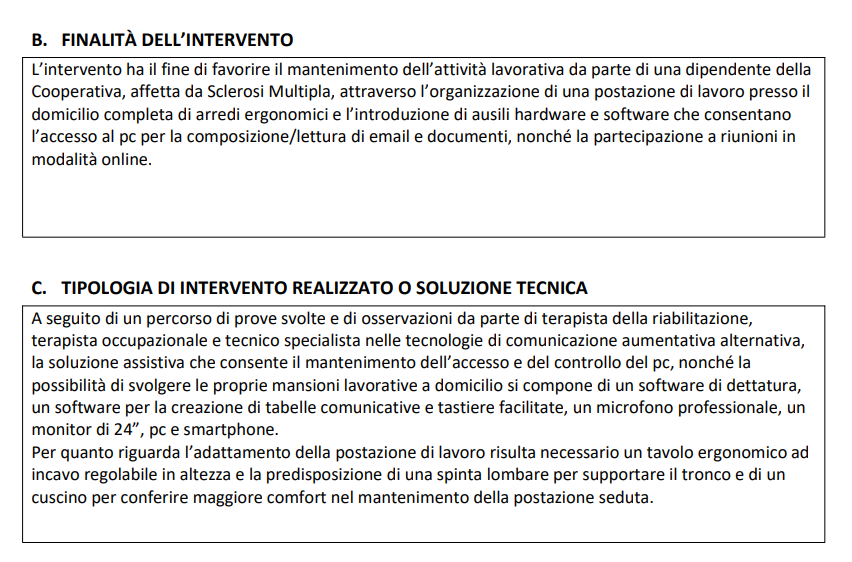 B. FINALITÀ DELL’INTERVENTO
L’intervento ha il fine di favorire il mantenimento dell’attività lavorativa da parte di una dipendente della
Cooperativa, affetta da Sclerosi Multipla, attraverso l’organizzazione di una postazione di lavoro presso il
domicilio completa di arredi ergonomici e l’introduzione di ausili hardware e software che consentano
l’accesso al pc per la composizione/lettura di email e documenti, nonché la partecipazione a riunioni in
modalità online.
C. TIPOLOGIA DI INTERVENTO REALIZZATO O SOLUZIONE TECNICA
A seguito di un percorso di prove svolte e di osservazioni da parte di terapista della riabilitazione,
terapista occupazionale e tecnico specialista nelle tecnologie di comunicazione aumentativa alternativa,
la soluzione assistiva che consente il mantenimento dell’accesso e del controllo del pc, nonché la
possibilità di svolgere le proprie mansioni lavorative a domicilio si compone di un software di dettatura,
un software per la creazione di tabelle comunicative e tastiere facilitate, un microfono professionale, un
monitor di 24”, pc e smartphone.
Per quanto riguarda l’adattamento della postazione di lavoro risulta necessario un tavolo ergonomico ad
incavo regolabile in altezza e la predisposizione di una spinta lombare per supportare il tronco e di un
cuscino per conferire maggiore comfort nel mantenimento della postazione seduta.